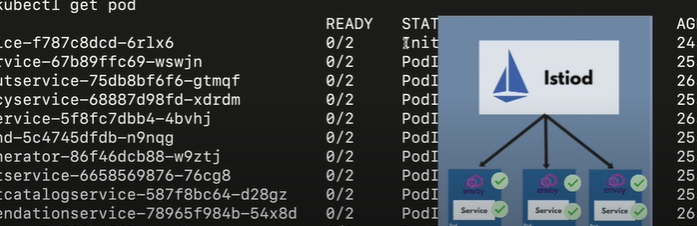 kubectl get pod
READY STAT AG
ice-f787c8dcd-6rlx6 0/2 Init 24
rvice-67b89ffc69-wswjn 0/2 PodI 25
utservice-75db8bf6f6-gtmqf 0/2 PodI 26
cyservice-68887d98fd-xdrdm 0/2 PodI 25
ervice-5f8fc7dbb4-4bvhj 0/2 PodI 26
nd-5c4745dfdb-n9nqg 0/2 PodI 25
nerator-86f46dcb88-w9ztj 0/2 PodI 25
tservice-6658569876-76cg8 0/2 PodI 25
tcatalogservice-587f8bc64-d28gz 0/2 PodI 25
endationservice-78965f984b-54x8d 0/2 PodI 26
Istiod
envoy envoy envoy
Service Service Service